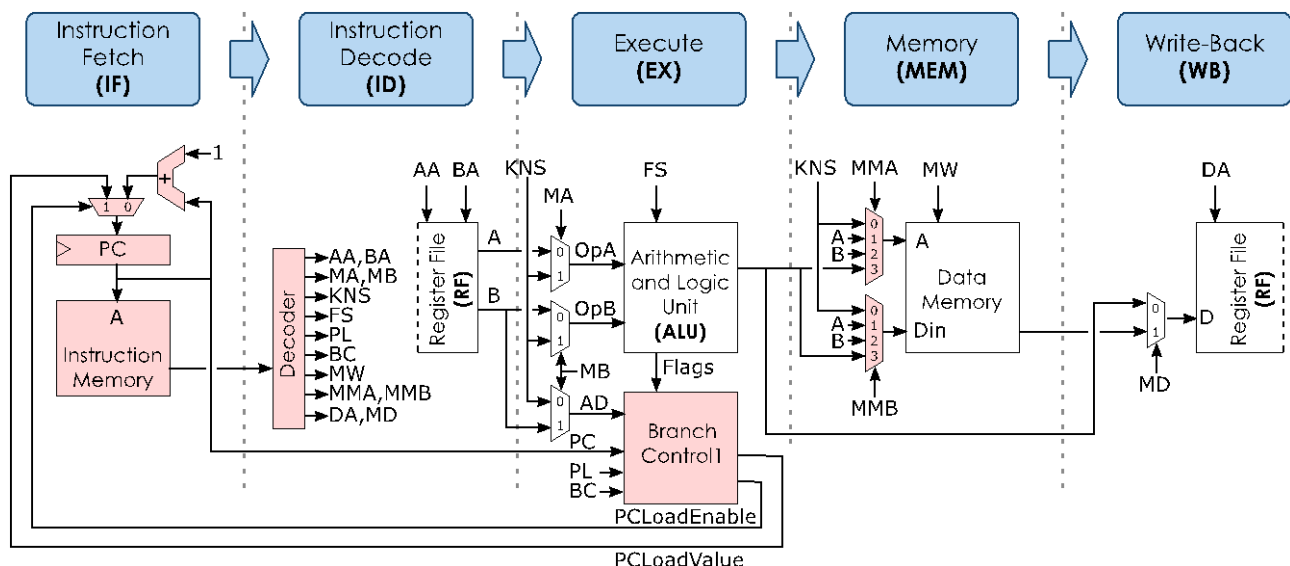 Instruction
Fetch
(IF)
Instruction
Decode
(ID)
Execute
(EX)
Memory
(MEM)
Write-Back
(WB)
1
+
1 0
PC
A
Instruction
Memory
Decoder
AA,BA
MA,MB
KNS
FS
PL
BC
MW
MMA,MMB
DA,MD
AA BA
Register File
(RF)
A
B
KNS
MA
0
1
OpA
0
1
OpB
MB
0
1
AD
PC
PL
BC
FS
Arithmetic
and Logic
Unit
(ALU)
Flags
Branch
Control1
PCLoadEnable
PCLoadValue
KNS MMA MW
A
B
0
1
2
3
A
Data
Memory
Din
A
B
0
1
2
3
MMB
0
1
MD
DA
D
Register File
(RF)